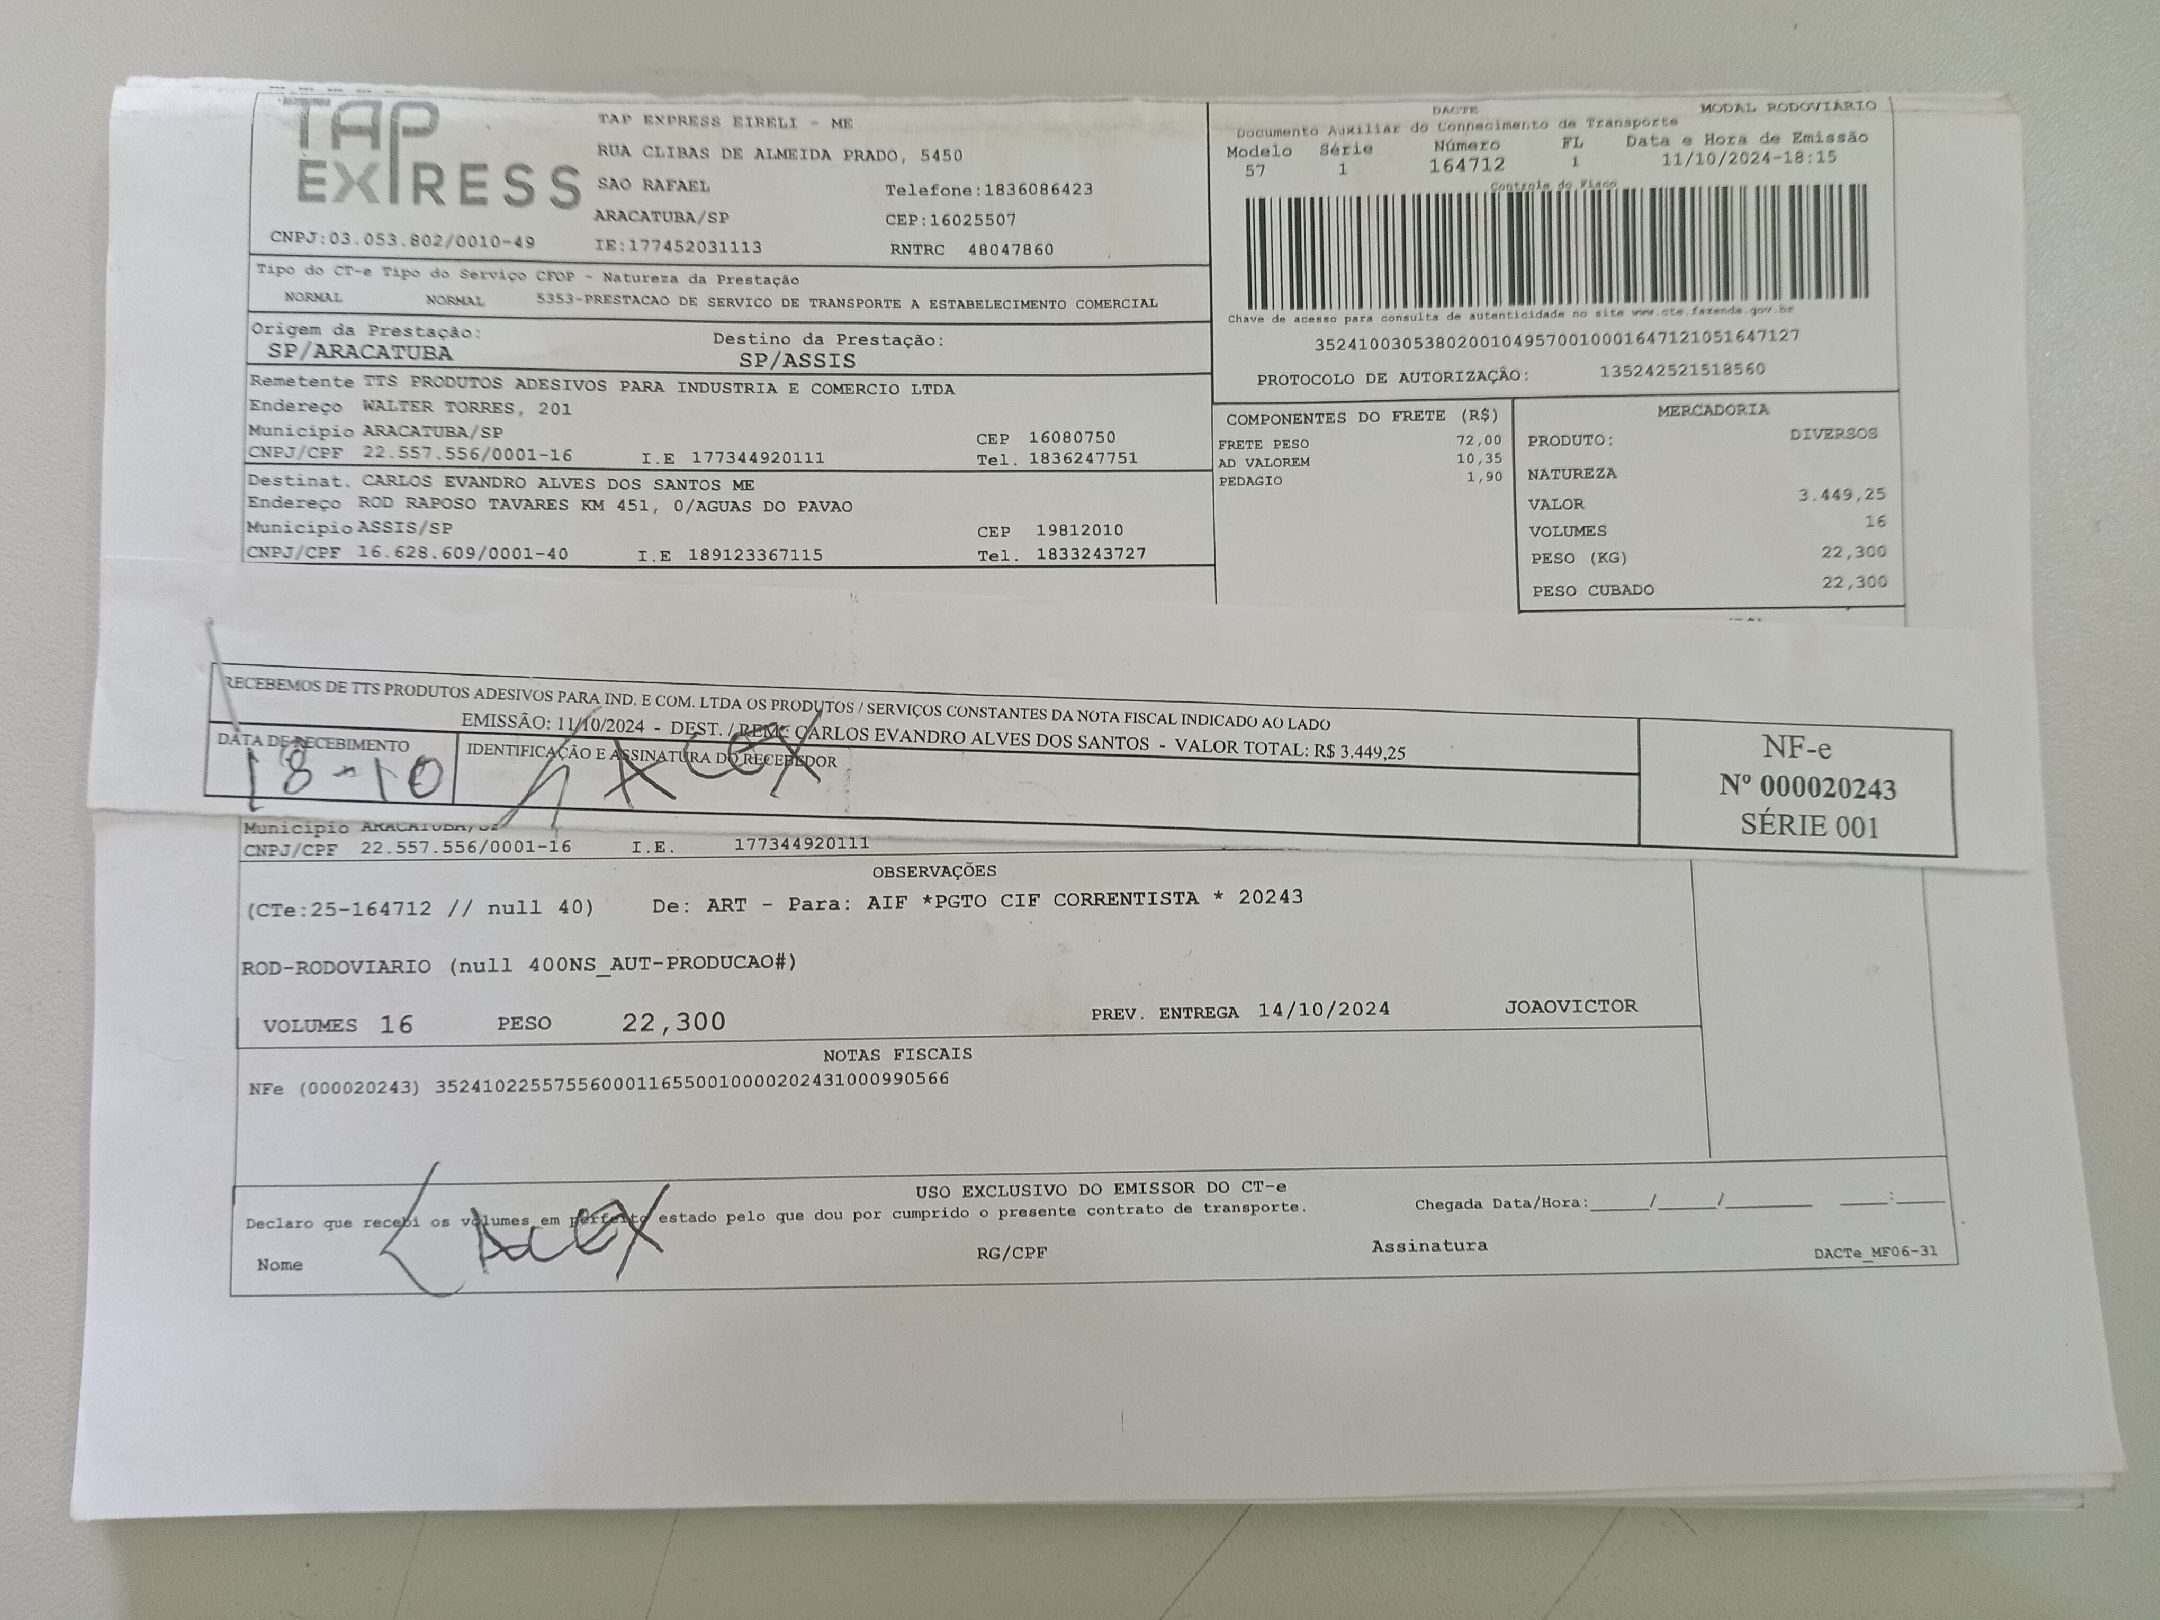 TAP
EXPRESS
TAP EXPRESS EIRELI - ME
RUA CLIBAS DE ALMEIDA PRADO, 5450
SAO RAFAEL Telefone:1836086423
ARACATUBA/SP CEP:16025507
CNPJ:03.053.802/0010-49 IE:177452031113 RNTRC 48047860
DACTE MODAL RODOVIÁRIO
Documento Auxiliar do Conhecimento de Transporte
Modelo Série Número FL Data e Hora de Emissão
57 1 164712 1 11/10/2024-18:15
Controle do Fisco
Chave de acesso para consulta de autenticidade no site www.cte.fazenda.gov.br
35241003053802001049570010001647121051647127
PROTOCOLO DE AUTORIZAÇÃO: 135242521518560
Tipo do CT-e Tipo do Serviço CFOP - Natureza da Prestação
NORMAL NORMAL 5353-PRESTACAO DE SERVICO DE TRANSPORTE A ESTABELECIMENTO COMERCIAL
Origem da Prestação: Destino da Prestação:
SP/ARACATUBA SP/ASSIS
Remetente TTS PRODUTOS ADESIVOS PARA INDUSTRIA E COMERCIO LTDA
Endereço WALTER TORRES, 201
Município ARACATUBA/SP CEP 16080750
CNPJ/CPF 22.557.556/0001-16 I.E 177344920111 Tel. 1836247751
Destinat. CARLOS EVANDRO ALVES DOS SANTOS ME
Endereço ROD RAPOSO TAVARES KM 451, 0/AGUAS DO PAVAO
Município ASSIS/SP CEP 19812010
CNPJ/CPF 16.628.609/0001-40 I.E 189123367115 Tel. 1833243727
COMPONENTES DO FRETE (R$)
FRETE PESO 72,00
AD VALOREM 10,35
PEDAGIO 1,90
MERCADORIA
PRODUTO: DIVERSOS
NATUREZA
VALOR 3.449,25
VOLUMES 16
PESO (KG) 22,300
PESO CUBADO 22,300
RECEBEMOS DE TTS PRODUTOS ADESIVOS PARA IND. E COM. LTDA OS PRODUTOS / SERVIÇOS CONSTANTES DA NOTA FISCAL INDICADO AO LADO
EMISSÃO: 11/10/2024 - DEST. / REM.: CARLOS EVANDRO ALVES DOS SANTOS - VALOR TOTAL: R$ 3.449,25
DATA DE RECEBIMENTO IDENTIFICAÇÃO E ASSINATURA DO RECEBEDOR
18-10 ALEX
NF-e
Nº 000020243
SÉRIE 001
Município ARACATUBA/SP
CNPJ/CPF 22.557.556/0001-16 I.E. 177344920111
OBSERVAÇÕES
(CTe:25-164712 // null 40) De: ART - Para: AIF *PGTO CIF CORRENTISTA * 20243
ROD-RODOVIARIO (null 400NS_AUT-PRODUCAO#)
VOLUMES 16 PESO 22,300 PREV. ENTREGA 14/10/2024 JOAOVICTOR
NOTAS FISCAIS
NFe (000020243) 35241022557556000116550010000202431000990566
USO EXCLUSIVO DO EMISSOR DO CT-e
Declaro que recebi os volumes em perfeito estado pelo que dou por cumprido o presente contrato de transporte. Chegada Data/Hora:_____/_____/_______ ____:____
Nome ALEX RG/CPF Assinatura DACTe_MF06-31